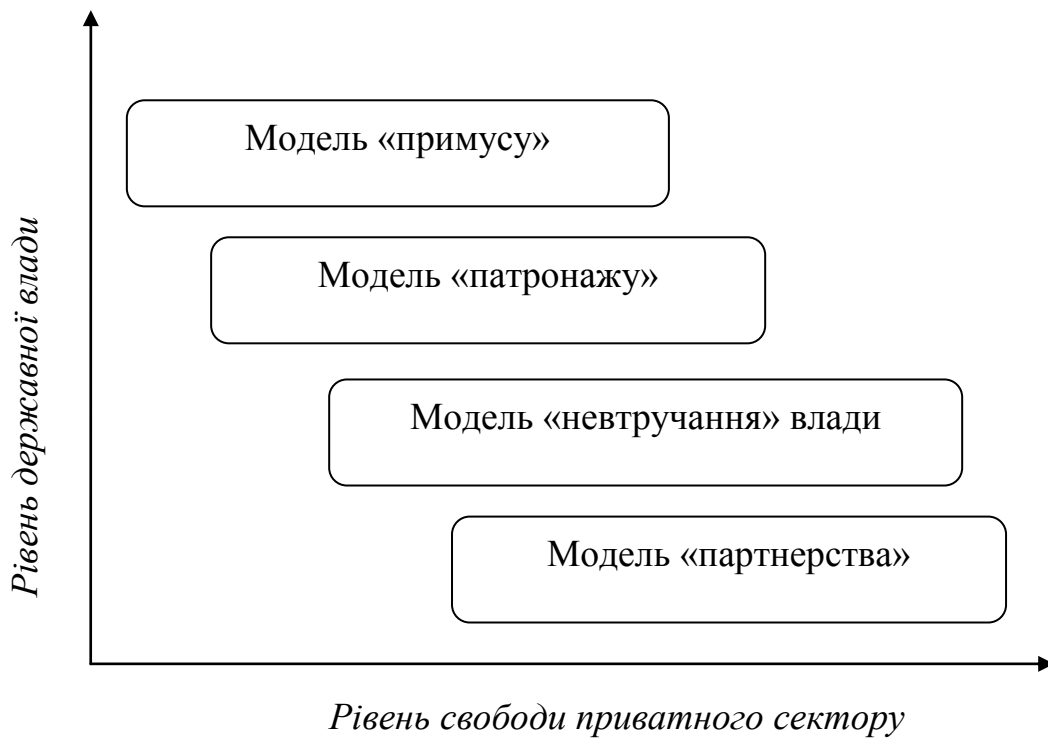 Модель «примусу»
Модель «патронажу»
Модель «невтручання» влади
Модель «партнерства»
Рівень державної влади
Рівень свободи приватного сектору